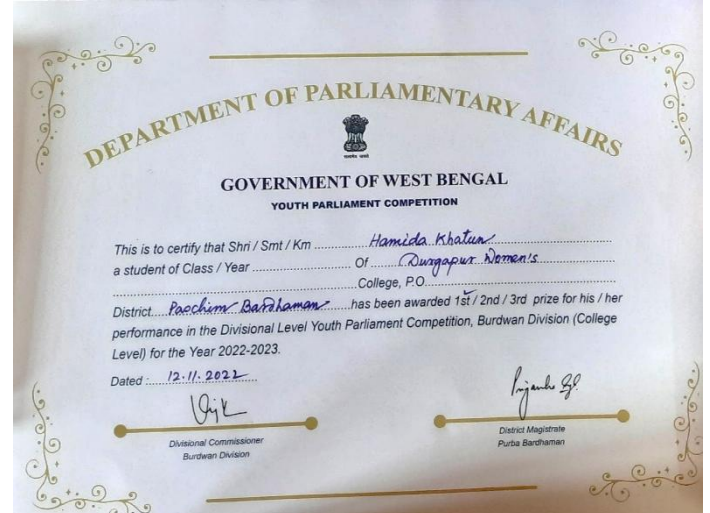 DEPARTMENT OF PARLIAMENTARY AFFAIRS
GOVERNMENT OF WEST BENGAL
YOUTH PARLIAMENT COMPETITION
This is to certify that Shri / Smt / Km ................ Hamida Khatun ................
a student of Class / Year ................ Of ........ Durgapur Women's ........
................ College, P.O. ................
District.... Paschim Bardhaman ........ has been awarded 1st / 2nd / 3rd prize for his / her
performance in the Divisional Level Youth Parliament Competition, Burdwan Division (College
Level) for the Year 2022-2023.
Dated :.... 12.11.2022 ........
Divisional Commissioner
Burdwan Division
District Magistrate
Purba Bardhaman